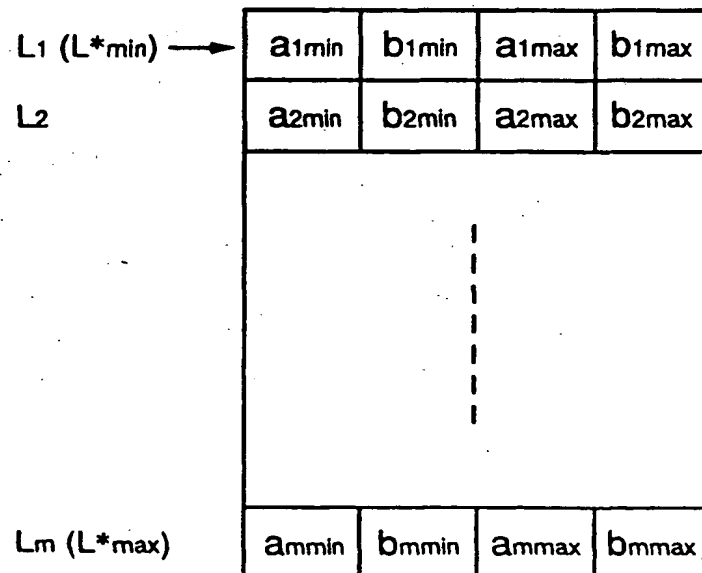 L1 (L*min) → a1min b1min a1max b1max
L2 a2min b2min a2max b2max
Lm (L*max) ammin bmmin ammax bmmax